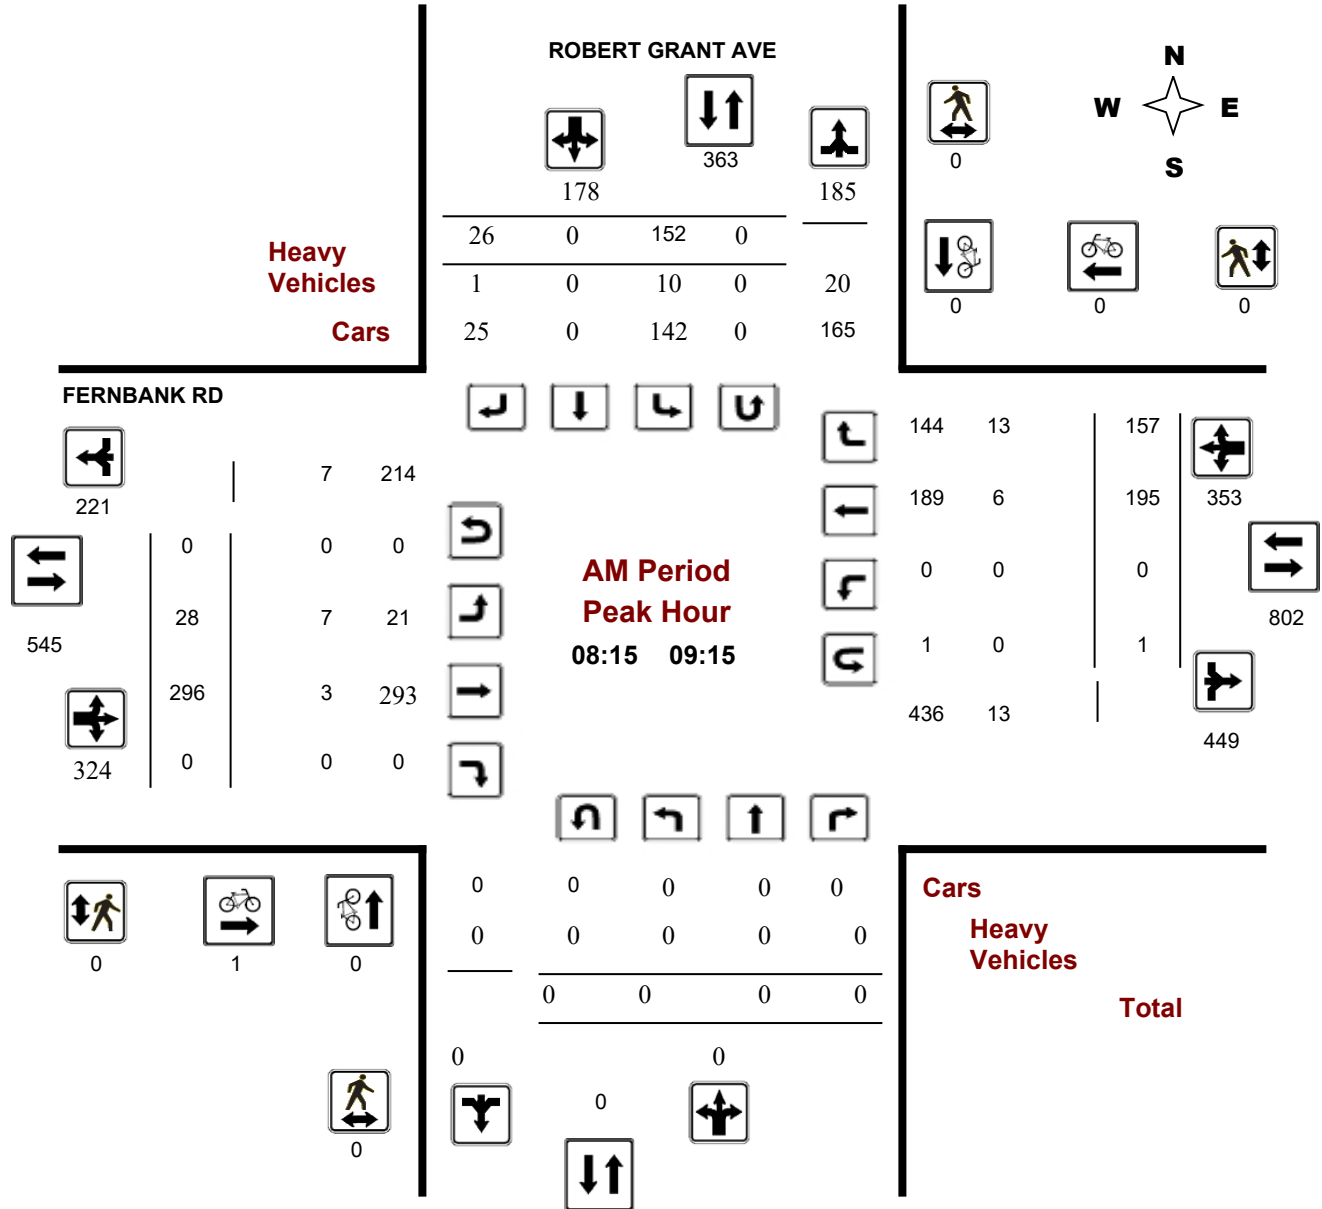 ROBERT GRANT AVE
N
W E
S
363
0
178 185
26 0 152 0
Heavy
Vehicles
1 0 10 0 20
0 0 0
Cars
25 0 142 0 165
FERNBANK RD
144 13 157
7 214
221
189 6 195 353
0 0 0
AM Period
0 0 0
Peak Hour
28 7 21
802
545
08:15 09:15
1 0 1
296 3 293
436 13
449
324 0 0 0
0 0 0 0 0
Cars
0 0 0 0 0
Heavy
Vehicles
0 1 0
0 0 0 0
Total
0 0
0
0